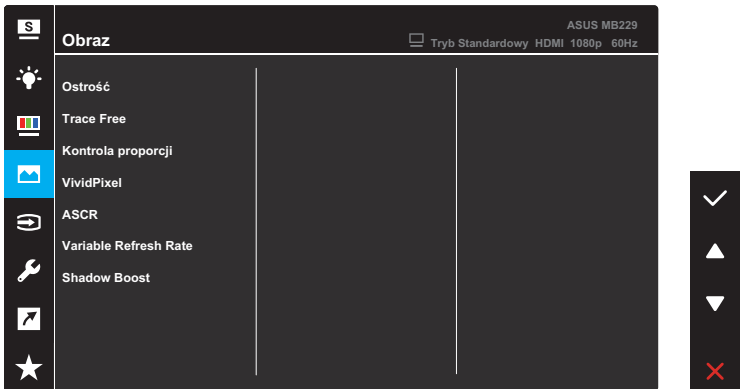 S
ASUS MB229
Obraz
Tryb Standardowy HDMI 1080p 60Hz
Ostrość
Trace Free
Kontrola proporcji
VividPixel
ASCR
Variable Refresh Rate
Shadow Boost